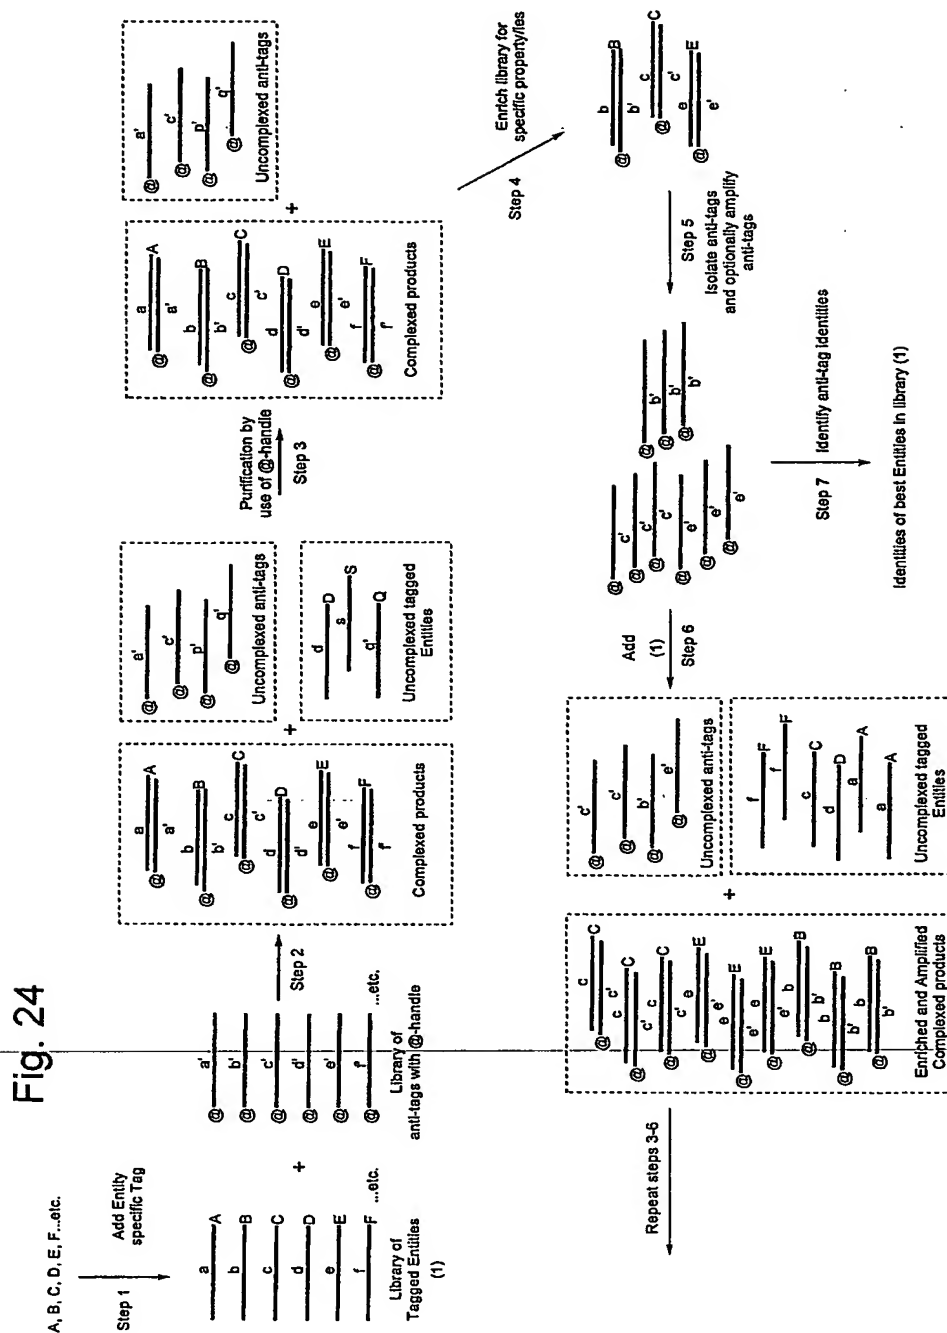 Fig. 24
A, B, C, D, E, F...etc.
Step 1
Add Entity
specific Tag
a
A
b
B
c
C
d
D
e
E
f
F
...etc.
Library of
Tagged Entities
(1)
+
@
a'
@
b'
@
c'
@
d'
@
e'
@
f'
...etc.
Library of
anti-tags with @-handle
Step 2
a
A
@
a'
b
B
@
b'
c
C
@
c'
d
D
@
d'
e
E
@
e'
f
F
@
f'
Complexed products
+
@
a'
@
c'
@
p'
@
q'
Uncomplexed anti-tags
d
D
s
S
q'
Q
Uncomplexed tagged
Entities
Purification by
use of @-handle
Step 3
a
A
@
a'
b
B
@
b'
c
C
@
c'
d
D
@
d'
e
E
@
e'
f
F
@
f'
Complexed products
+
@
a'
@
c'
@
p'
@
q'
Uncomplexed anti-tags
Step 4
Enrich library for
specific property/ies
b
B
@
b'
c
C
@
c'
e
E
@
e'
Step 5
Isolate anti-tags
and optionally amplify
anti-tags
@
c'
@
c'
@
c'
@
e'
@
e'
@
e'
@
b'
@
b'
@
b'
Step 7
Identify anti-tag identities
Identities of best Entities in library (1)
Add
(1)
Step 6
@
c'
@
c'
@
b'
@
e'
Uncomplexed anti-tags
f
F
f
F
C
d
D
a
A
a
A
Uncomplexed tagged
Entities
+
c
C
@
c'
c
C
@
c'
c
C
@
c'
e
E
@
e'
e
E
@
e'
e
E
@
e'
b
B
@
b'
b
B
@
b'
b
B
@
b'
Enriched and Amplified
Complexed products
Repeat steps 3-6